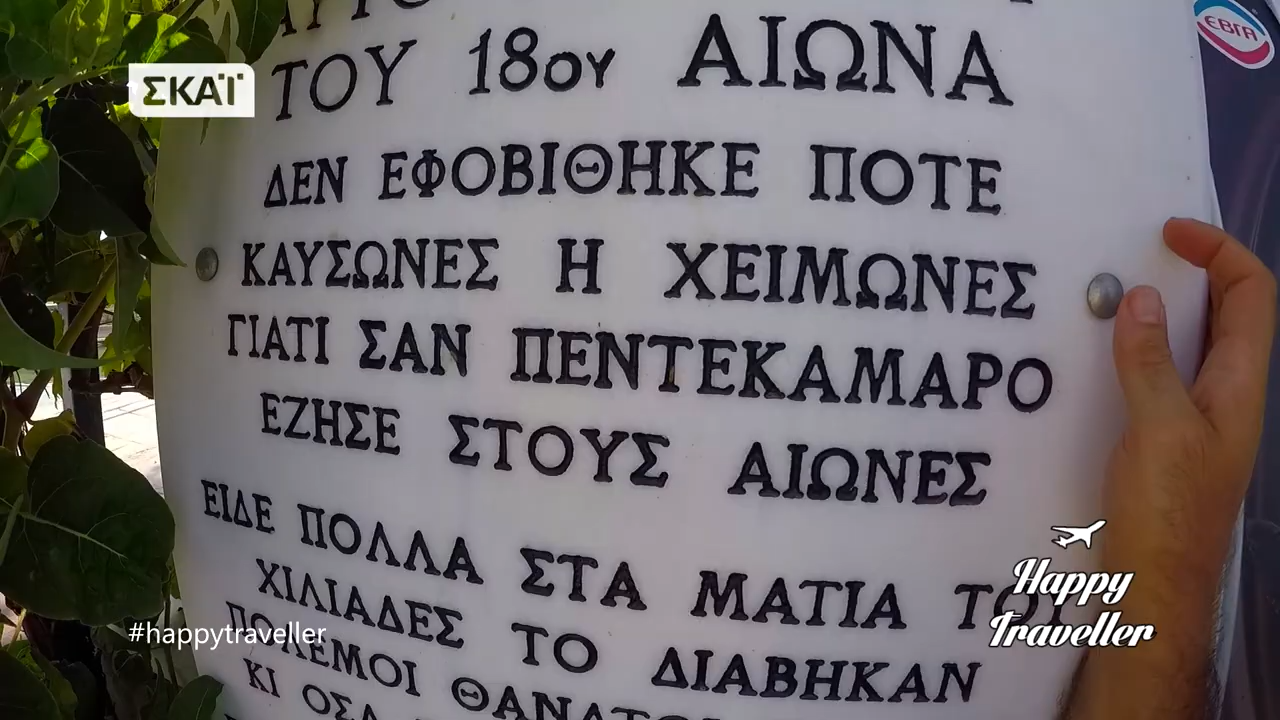 ΤΟΥ 18ου ΑΙΩΝΑ
ΔΕΝ ΕΦΟΒΙΘΗΚΕ ΠΟΤΕ
ΚΑΥΣΩΝΕΣ Η ΧΕΙΜΩΝΕΣ
ΓΙΑΤΙ ΣΑΝ ΠΕΝΤΕΚΑΜΑΡΟ
ΕΖΗΣΕ ΣΤΟΥΣ ΑΙΩΝΕΣ
ΕΙΔΕ ΠΟΛΛΑ ΣΤΑ ΜΑΤΙΑ ΤΟΥ
ΧΙΛΙΑΔΕΣ ΤΟ ΔΙΑΒΗΚΑΝ
ΠΟΛΕΜΟΙ
ΚΙ ΟΣΑ
ΣΚΑΪ
ΕΒΓΑ
#happytraveller
Happy
Traveller